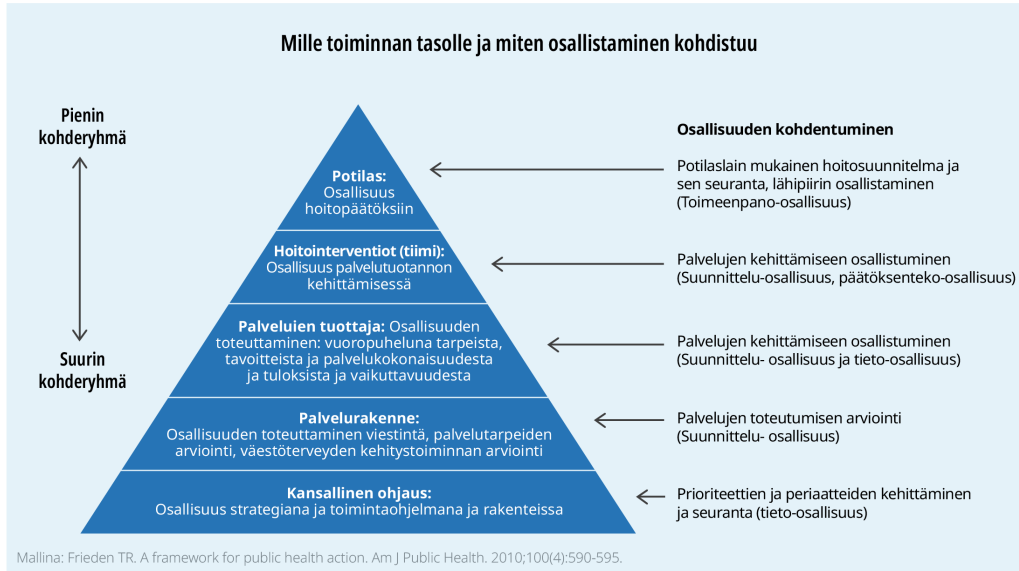 Mille toiminnan tasolle ja miten osallistaminen kohdistuu
Pienin
kohderyhmä
Suurin
kohderyhmä
Potilas:
Osallisuus
hoitopäätöksiin
Hoitointerventiot (tiimi):
Osallisuus palvelutuotannon
kehittämisessä
Palveluien tuottaja: Osallisuuden
toteuttaminen: vuoropuheluna tarpeista,
tavoitteista ja palvelukokonaisuudesta
ja tuloksista ja vaikuttavuudesta
Palvelurakenne:
Osallisuuden toteuttaminen viestintä, palvelutarpeiden
arviointi, väestöterveyden kehitystoiminnan arviointi
Kansallinen ohjaus:
Osallisuus strategiana ja toimintaohjelmana ja rakenteissa
Osallisuuden kohdentuminen
Potilaslain mukainen hoitosuunnitelma ja
sen seuranta, lähipiirin osallistaminen
(Toimeenpano-osallisuus)
Palvelujen kehittämiseen osallistuminen
(Suunnittelu-osallisuus, päätöksenteko-osallisuus)
Palvelujen kehittämiseen osallistuminen
(Suunnittelu- osallisuus ja tieto-osallisuus)
Palvelujen toteutumisen arviointi
(Suunnittelu- osallisuus)
Prioriteettien ja periaatteiden kehittäminen
ja seuranta (tieto-osallisuus)
Mallina: Frieden TR. A framework for public health action. Am J Public Health. 2010;100(4):590-595.